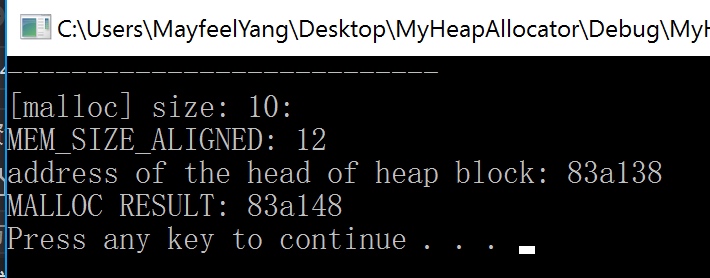 C:\Users\MayfeelYang\Desktop\MyHeapAllocator\Debug\MyH
---------------------------
[malloc] size: 10:
MEM_SIZE_ALIGNED: 12
address of the head of heap block: 83a138
MALLOC RESULT: 83a148
Press any key to continue . . .